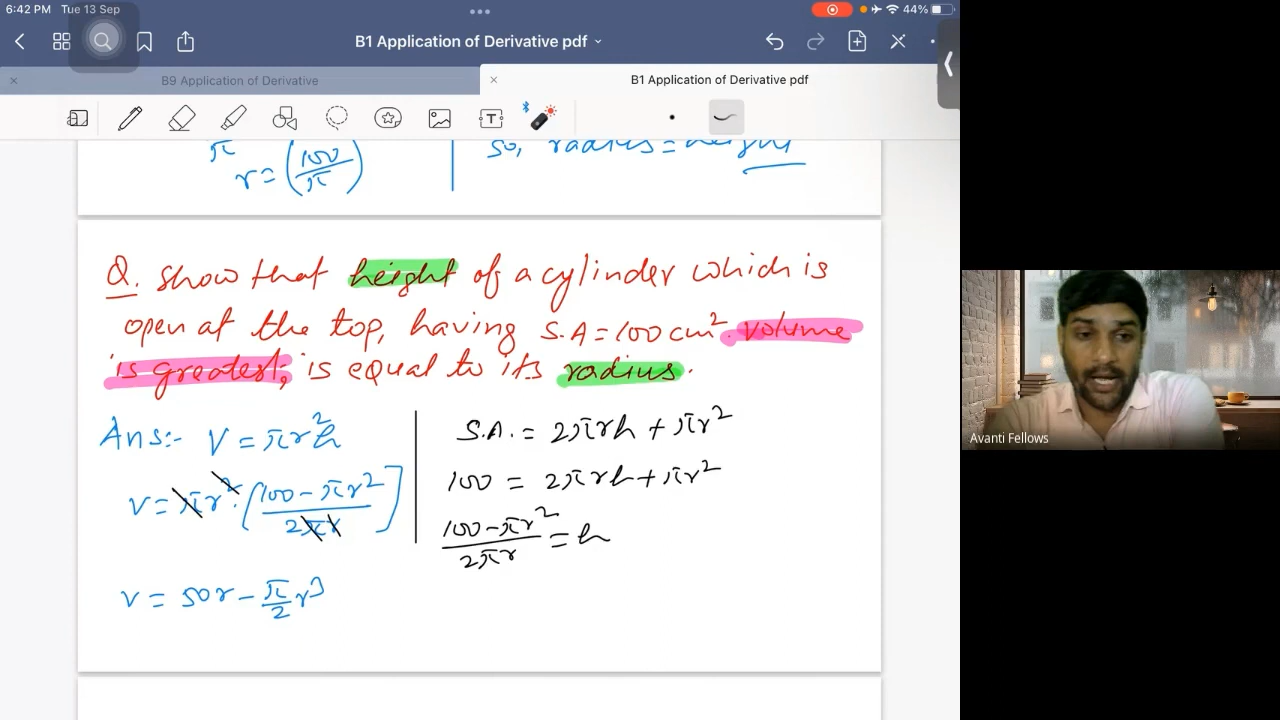 6:42 PM Tue 13 Sep
44%
B1 Application of Derivative pdf
B9 Application of Derivative
B1 Application of Derivative pdf
π
r = (100/π)
so, radius = height
Q. Show that height of a cylinder which is
open at the top, having S.A = 100 cm². volume
is greatest; is equal to its radius.
Ans:- V = πr²h
V = πr² · [(100 - πr²)/2πr]
V = 50r - π/2 r³
S.A. = 2πrh + πr²
100 = 2πrh + πr²
(100 - πr²)/2πr = h
Avanti Fellows